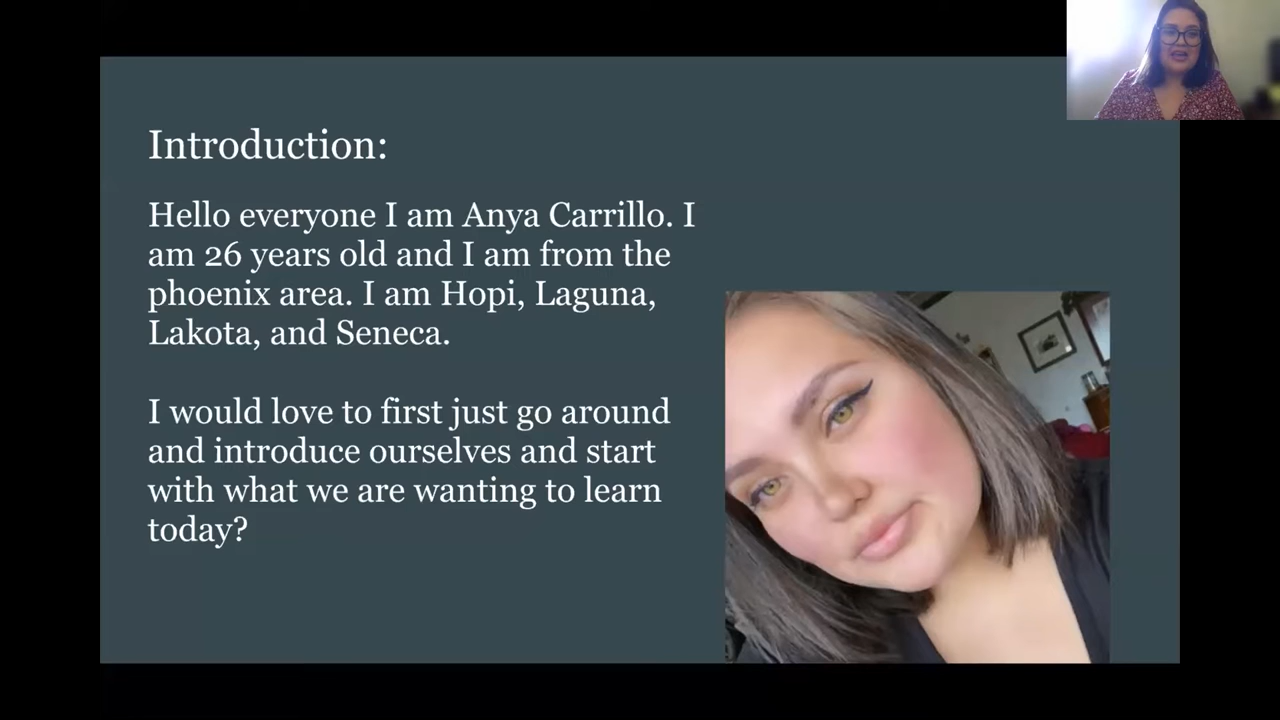 Introduction:
Hello everyone I am Anya Carrillo. I
am 26 years old and I am from the
phoenix area. I am Hopi, Laguna,
Lakota, and Seneca.
I would love to first just go around
and introduce ourselves and start
with what we are wanting to learn
today?